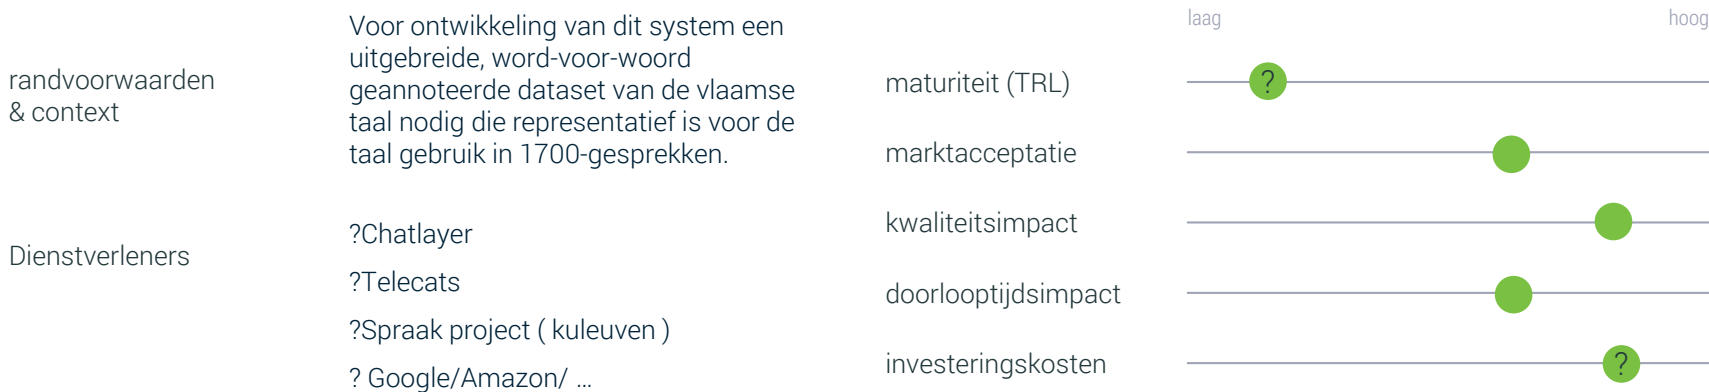 randvoorwaarden
& context
Voor ontwikkeling van dit system een
uitgebreide, word-voor-woord
geannoteerde dataset van de vlaamse
taal nodig die representatief is voor de
taal gebruik in 1700-gesprekken.
Dienstverleners
?Chatlayer
?Telecats
?Spraak project ( kuleuven )
? Google/Amazon/ ...
laag hoog
maturiteit (TRL) ?
marktacceptatie
kwaliteitsimpact
doorlooptijdsimpact
investeringskosten ?